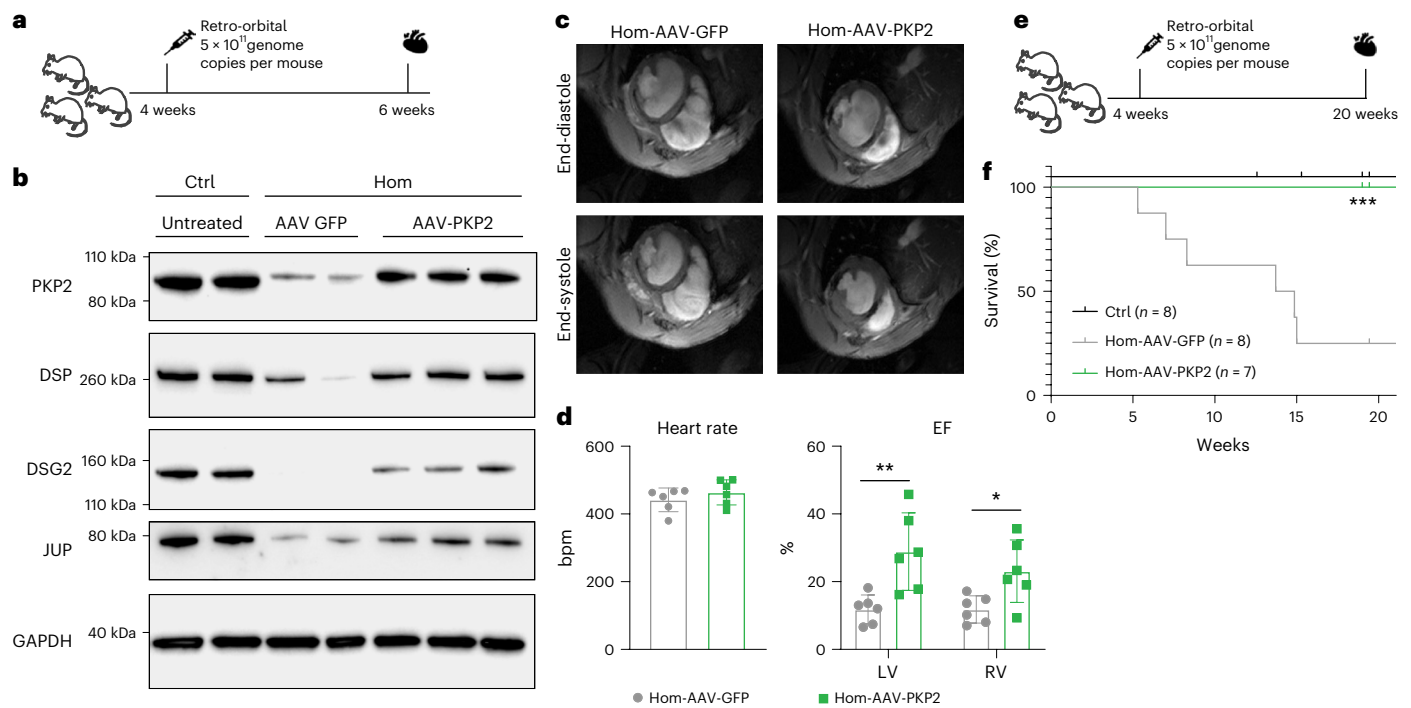 a
Retro-orbital
5 × 10¹¹ genome
copies per mouse
4 weeks
6 weeks
b
Ctrl
Hom
Untreated
AAV GFP
AAV-PKP2
PKP2
110 kDa
80 kDa
DSP
260 kDa
DSG2
160 kDa
110 kDa
JUP
80 kDa
GAPDH
40 kDa
c
Hom-AAV-GFP
Hom-AAV-PKP2
End-diastole
End-systole
d
Heart rate
bpm
600
400
200
0
EF
%
60
40
20
0
**
*
LV
RV
Hom-AAV-GFP
Hom-AAV-PKP2
e
Retro-orbital
5 × 10¹¹ genome
copies per mouse
4 weeks
20 weeks
f
Survival (%)
100
50
0
***
Ctrl (n = 8)
Hom-AAV-GFP (n = 8)
Hom-AAV-PKP2 (n = 7)
0
5
10
15
20
Weeks